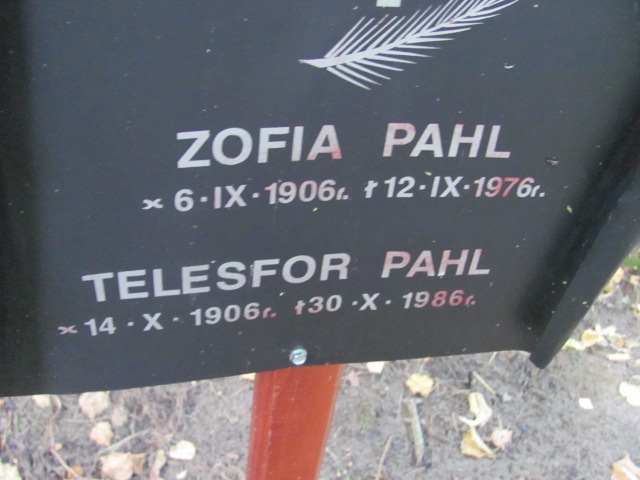 ZOFIA PAHL
× 6·IX·1906r. † 12·IX·1976r.
TELESFOR PAHL
× 14·X·1906r. †30·X·1986r.